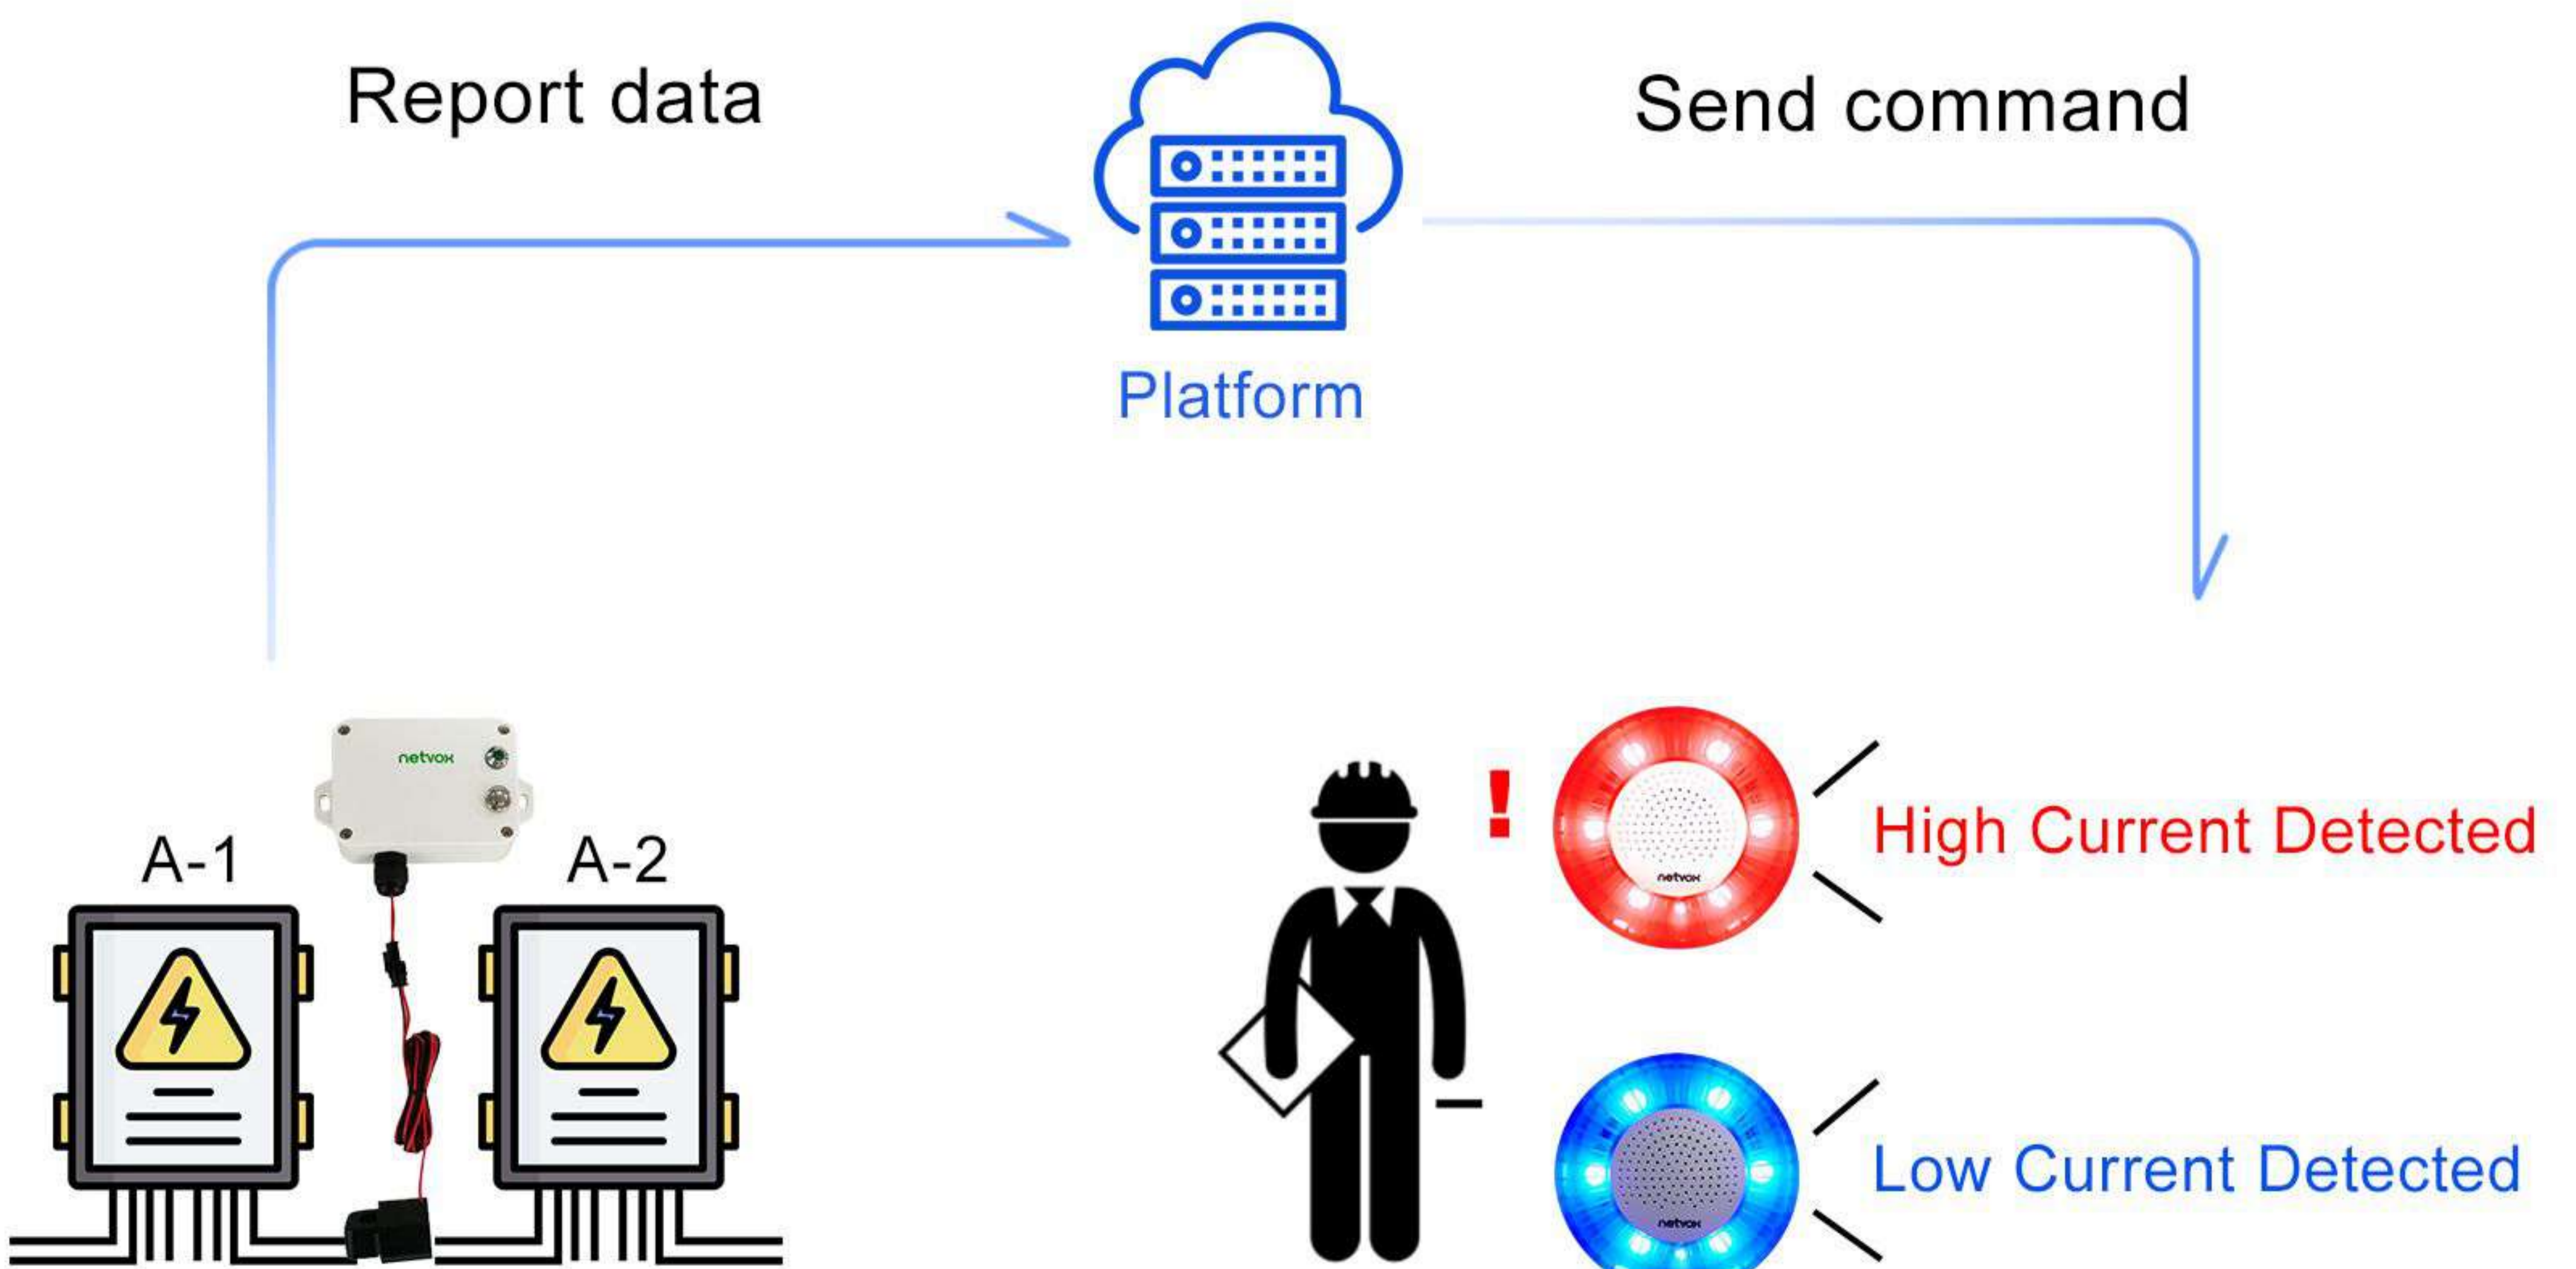 Report data
Send command
Platform
netvox
A-1
A-2
!
High Current Detected
netvox
Low Current Detected
netvox